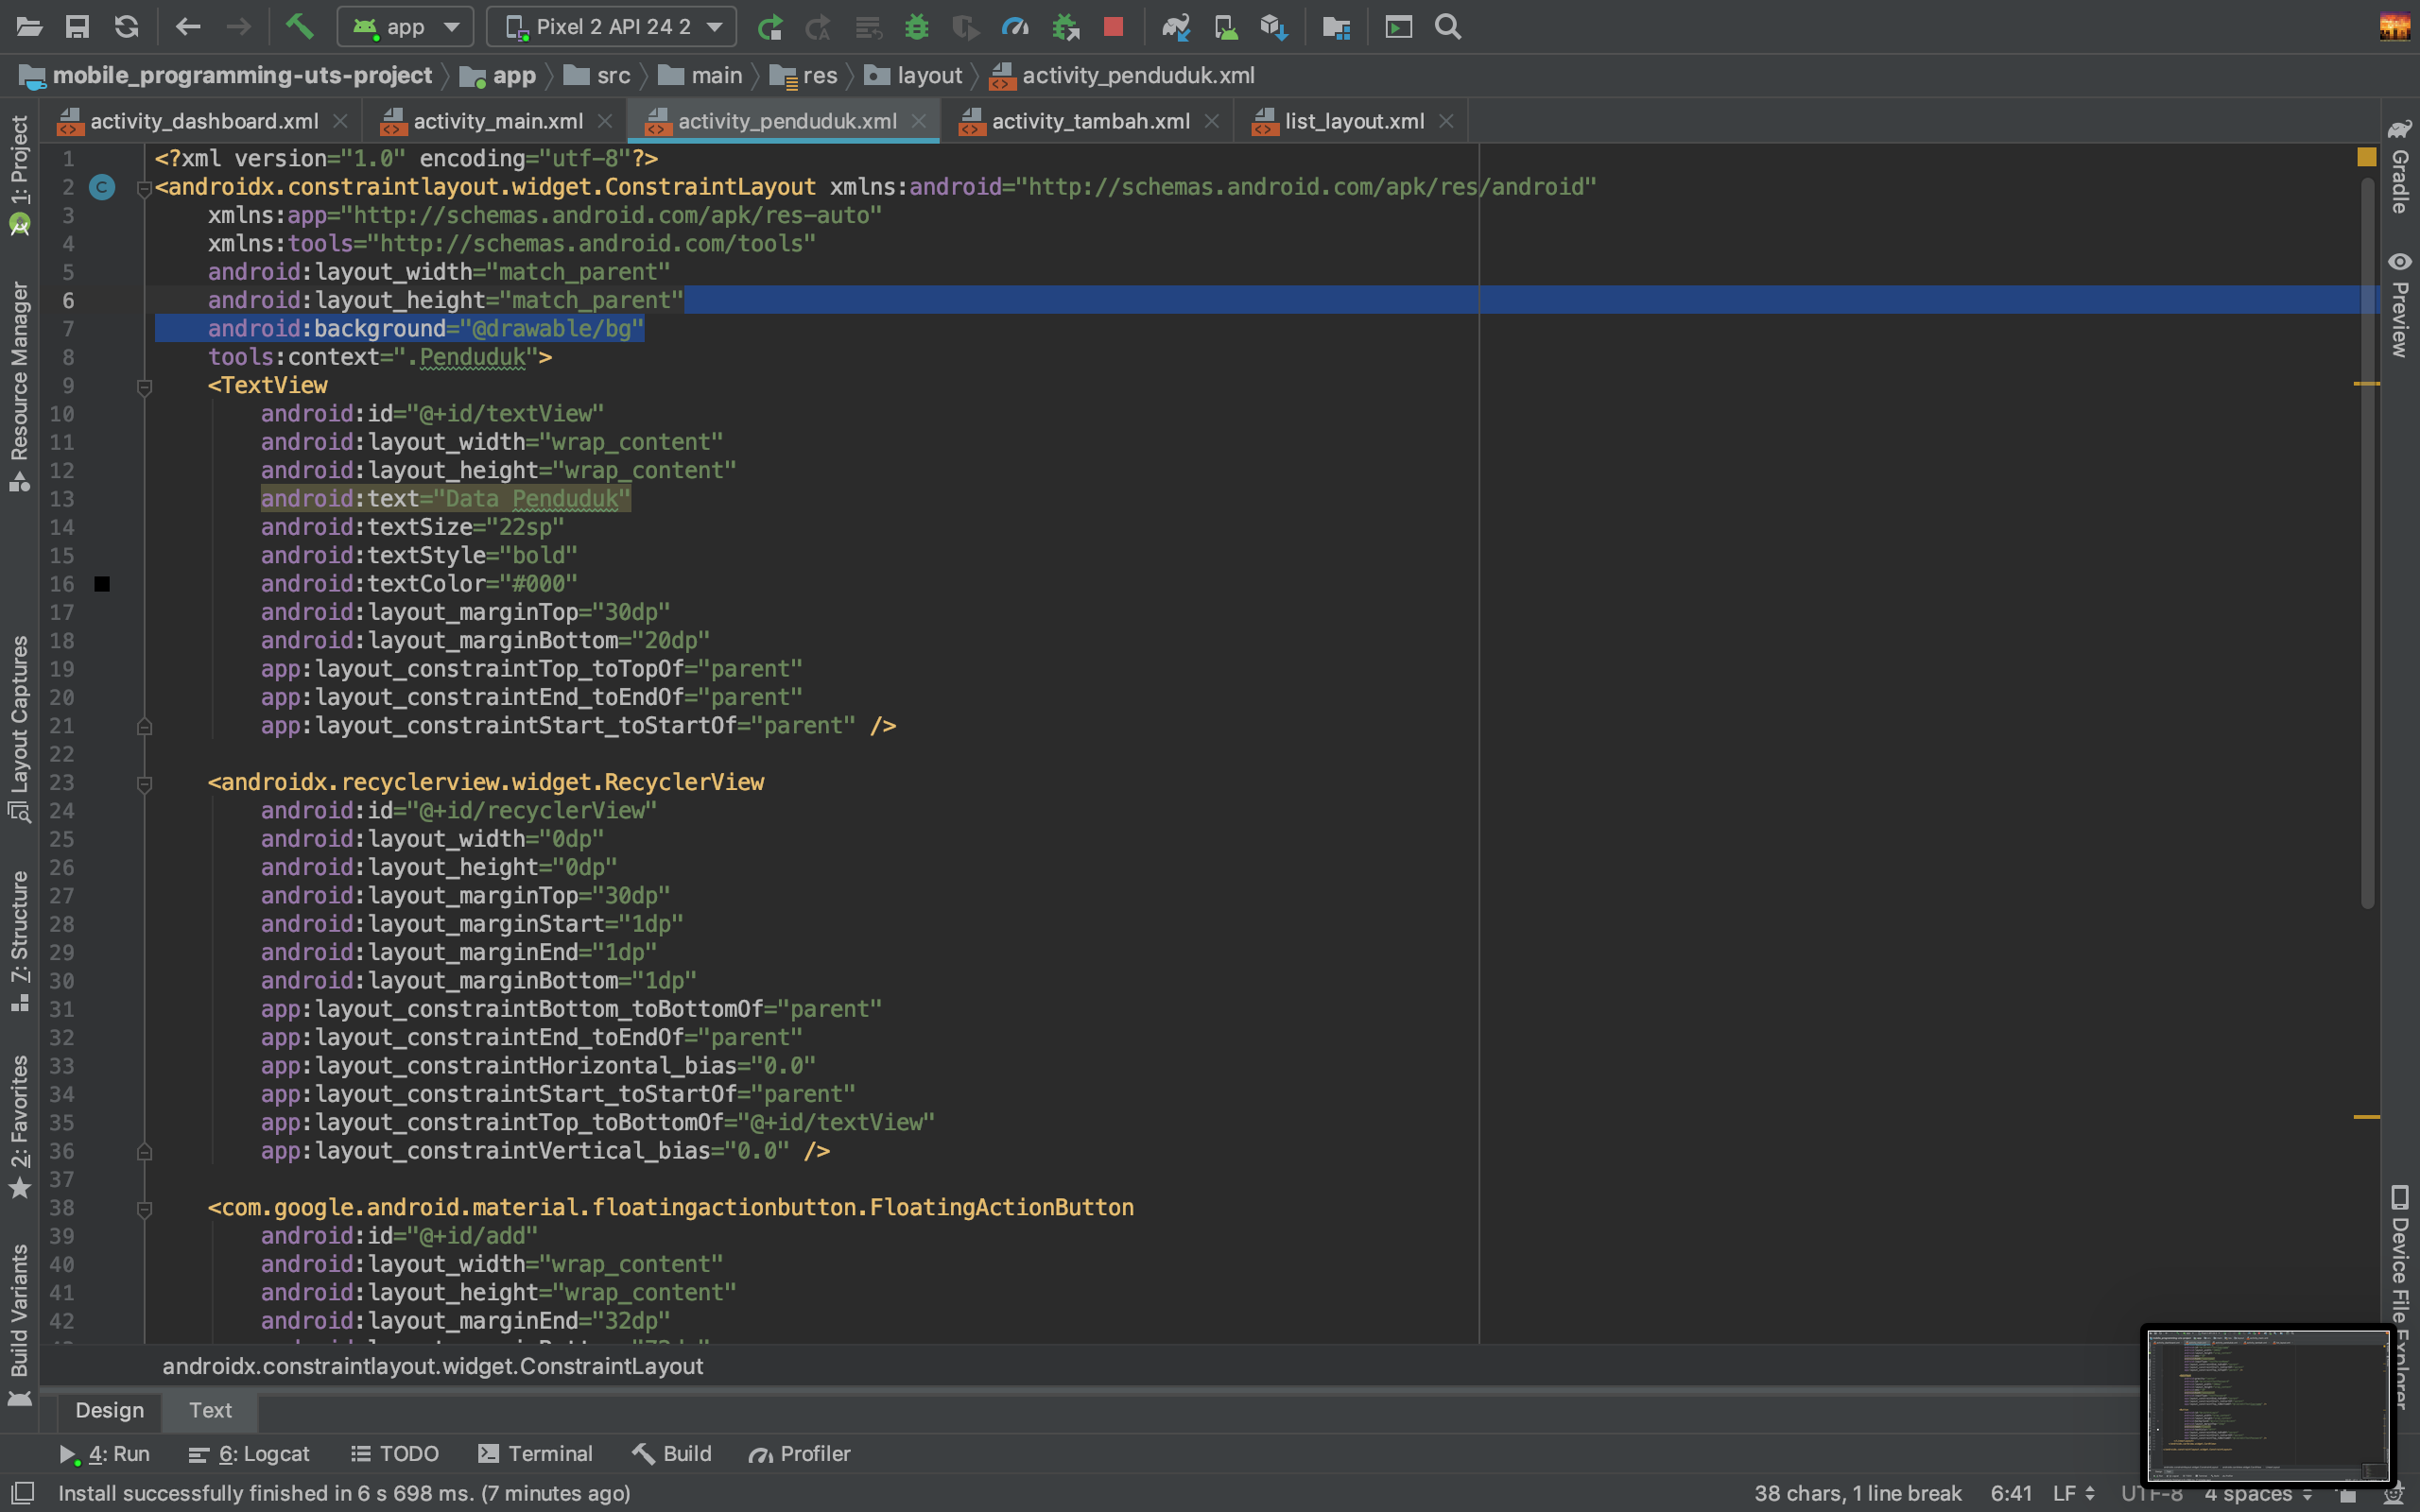 app
Pixel 2 API 24 2
mobile_programming-uts-project
app
src
main
res
layout
activity_penduduk.xml
activity_dashboard.xml
activity_main.xml
activity_penduduk.xml
activity_tambah.xml
list_layout.xml
1: Project
Resource Manager
Layout Captures
7: Structure
2: Favorites
Build Variants
1 <?xml version="1.0" encoding="utf-8"?>
2 <androidx.constraintlayout.widget.ConstraintLayout xmlns:android="http://schemas.android.com/apk/res/android"
3 xmlns:app="http://schemas.android.com/apk/res-auto"
4 xmlns:tools="http://schemas.android.com/tools"
5 android:layout_width="match_parent"
6 android:layout_height="match_parent"
7 android:background="@drawable/bg"
8 tools:context=".Penduduk">
9 <TextView
10 android:id="@+id/textView"
11 android:layout_width="wrap_content"
12 android:layout_height="wrap_content"
13 android:text="Data Penduduk"
14 android:textSize="22sp"
15 android:textStyle="bold"
16 android:textColor="#000"
17 android:layout_marginTop="30dp"
18 android:layout_marginBottom="20dp"
19 app:layout_constraintTop_toTopOf="parent"
20 app:layout_constraintEnd_toEndOf="parent"
21 app:layout_constraintStart_toStartOf="parent" />
22
23 <androidx.recyclerview.widget.RecyclerView
24 android:id="@+id/recyclerView"
25 android:layout_width="0dp"
26 android:layout_height="0dp"
27 android:layout_marginTop="30dp"
28 android:layout_marginStart="1dp"
29 android:layout_marginEnd="1dp"
30 android:layout_marginBottom="1dp"
31 app:layout_constraintBottom_toBottomOf="parent"
32 app:layout_constraintEnd_toEndOf="parent"
33 app:layout_constraintHorizontal_bias="0.0"
34 app:layout_constraintStart_toStartOf="parent"
35 app:layout_constraintTop_toBottomOf="@+id/textView"
36 app:layout_constraintVertical_bias="0.0" />
37
38 <com.google.android.material.floatingactionbutton.FloatingActionButton
39 android:id="@+id/add"
40 android:layout_width="wrap_content"
41 android:layout_height="wrap_content"
42 android:layout_marginEnd="32dp"
Gradle
Preview
Device File Explorer
androidx.constraintlayout.widget.ConstraintLayout
Design
Text
4: Run
6: Logcat
TODO
Terminal
Build
Profiler
Install successfully finished in 6 s 698 ms. (7 minutes ago)
38 chars, 1 line break
6:41
LF
UTF-8
4 spaces